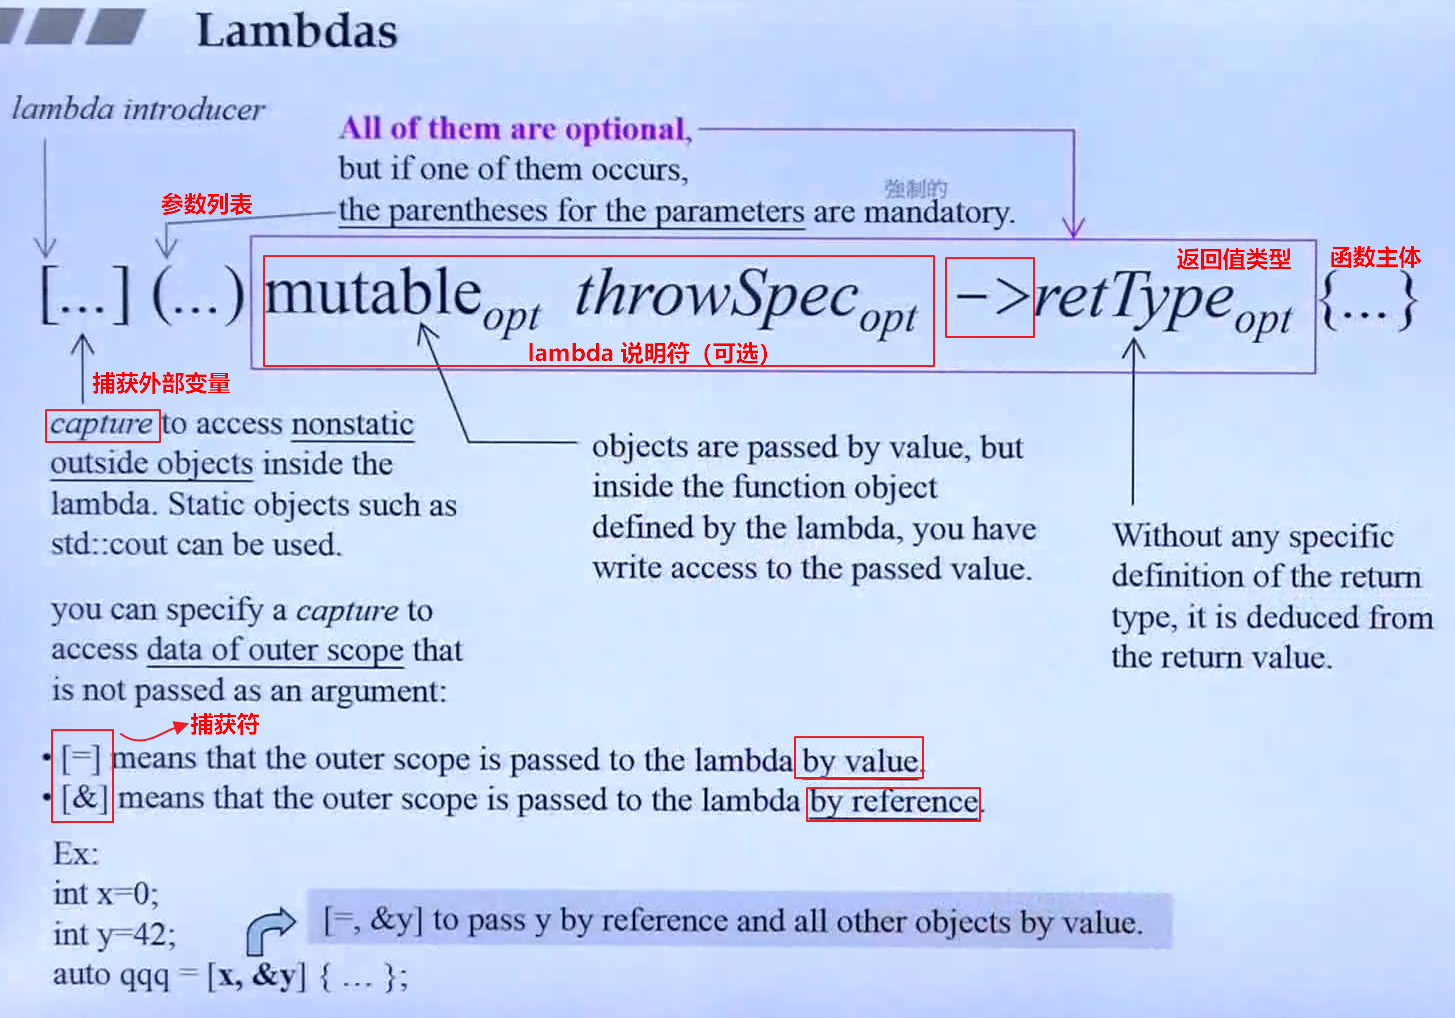 Lambdas
lambda introducer
All of them are optional,
but if one of them occurs,
強制的
参数列表
the parentheses for the parameters are mandatory.
返回值类型
函数主体
[...] (...) mutable opt throwSpec opt ->retType opt {...}
lambda 说明符（可选）
捕获外部变量
capture to access nonstatic
outside objects inside the
lambda. Static objects such as
std::cout can be used.
objects are passed by value, but
inside the function object
defined by the lambda, you have
write access to the passed value.
Without any specific
definition of the return
type, it is deduced from
the return value.
you can specify a capture to
access data of outer scope that
is not passed as an argument:
捕获符
• [=] means that the outer scope is passed to the lambda by value.
• [&] means that the outer scope is passed to the lambda by reference.
Ex:
int x=0;
int y=42;
[=, &y] to pass y by reference and all other objects by value.
auto qqq = [x, &y] { ... };